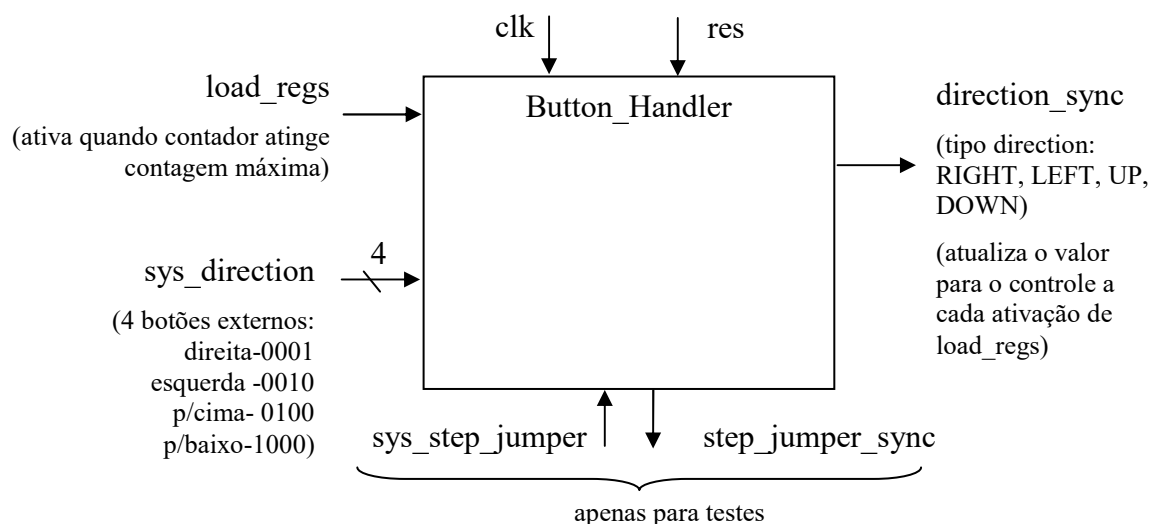 clk
res
load_regs
(ativa quando contador atinge
contagem máxima)
Button_Handler
direction_sync
(tipo direction:
RIGHT, LEFT, UP,
DOWN)
(atualiza o valor
para o controle a
cada ativação de
load_regs)
4
sys_direction
(4 botões externos:
direita-0001
esquerda -0010
p/cima- 0100
p/baixo-1000)
sys_step_jumper
step_jumper_sync
apenas para testes